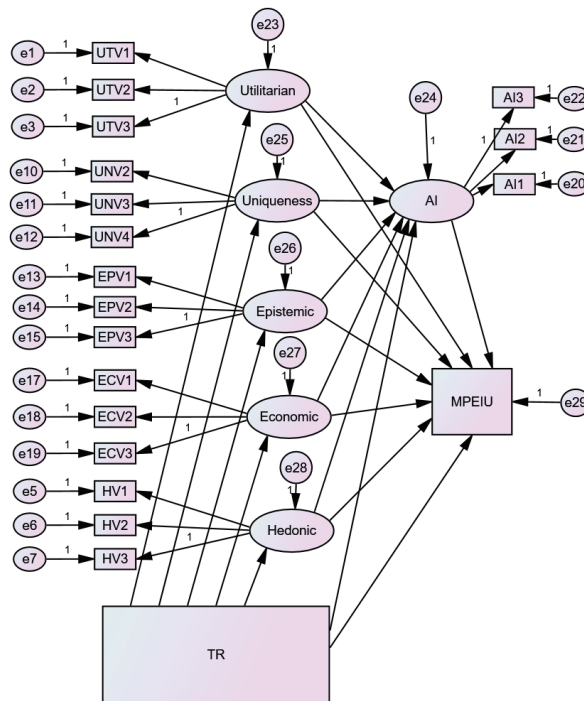 e23
1
e1 1 UTV1
e2 1 UTV2
e3 1 UTV3
1
Utilitarian
e24
1
AI3 1 e22
1
AI2 1 e21
AI1 1 e20
e25
1
e10 1 UNV2
e11 1 UNV3
e12 1 UNV4
1
Uniqueness
AI
e26
1
e13 1 EPV1
e14 1 EPV2
e15 1 EPV3
1
Epistemic
e27
1
e17 1 ECV1
e18 1 ECV2
e19 1 ECV3
1
Economic
MPEIU 1 e29
e28
1
e5 1 HV1
e6 1 HV2
e7 1 HV3
1
Hedonic
TR